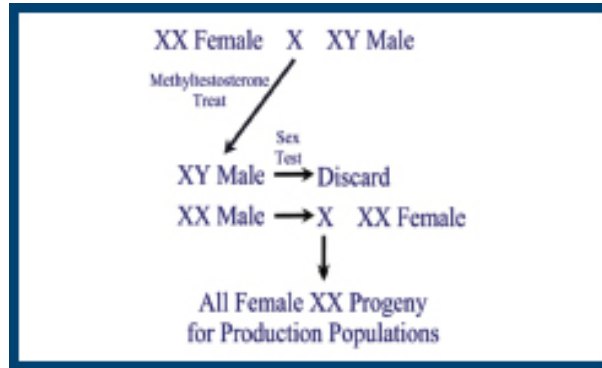 XX Female X XY Male
Methyltestosterone
Treat
Sex
Test
XY Male Discard
XX Male X XX Female
All Female XX Progeny
for Production Populations